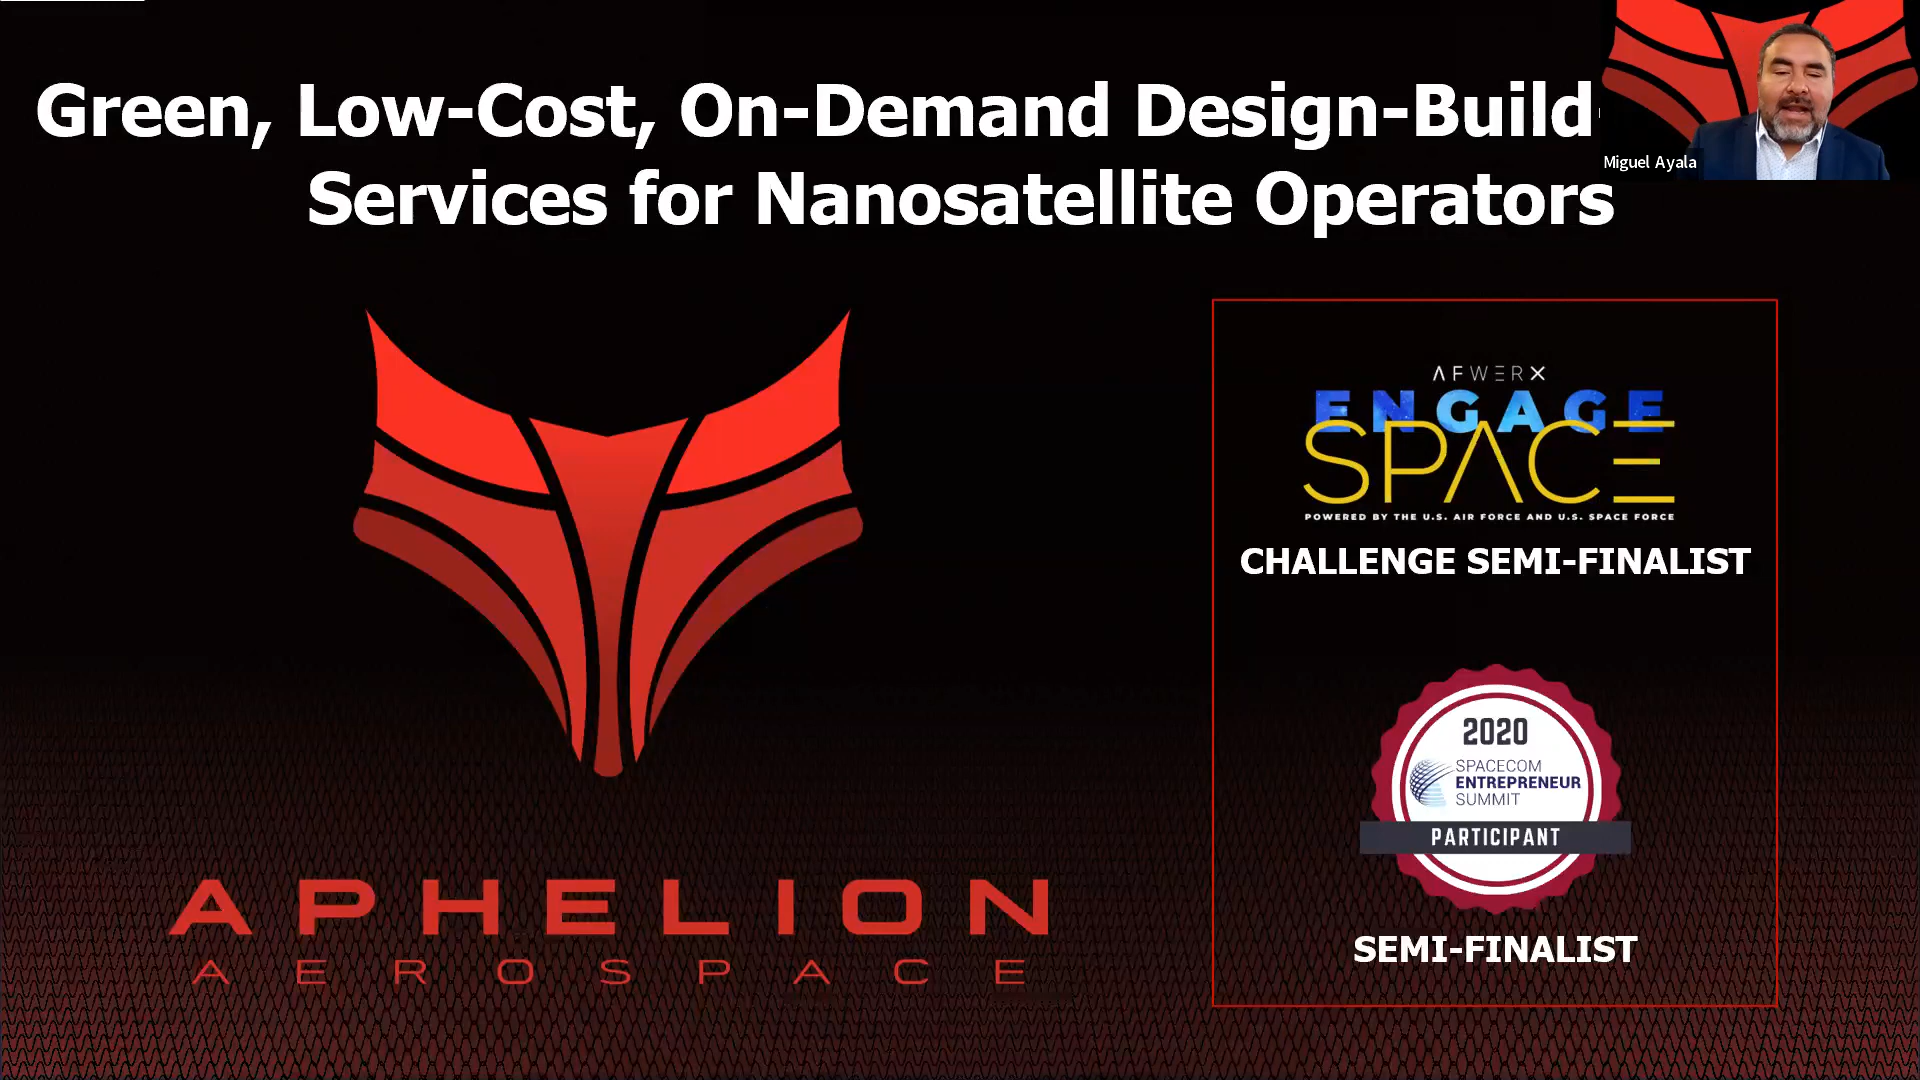 Green, Low-Cost, On-Demand Design-Build-
Services for Nanosatellite Operators
Miguel Ayala
AFWERX
ENGAGE
SPACE
POWERED BY THE U.S. AIR FORCE AND U.S. SPACE FORCE
CHALLENGE SEMI-FINALIST
2020
SPACECOM
ENTREPRENEUR
SUMMIT
PARTICIPANT
SEMI-FINALIST
APHELION
AEROSPACE